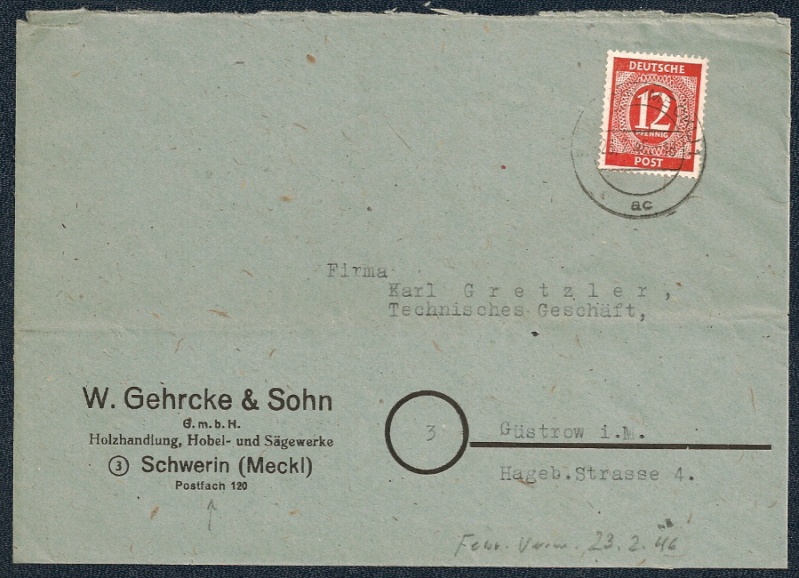 DEUTSCHE
12
PFENNIG
POST
ac
Firma
Karl Gretzler,
Technisches Geschäft,
W. Gehrcke & Sohn
G.m.b.H.
Holzhandlung, Hobel- und Sägewerke
3 Schwerin (Meckl)
Postfach 120
3
Güstrow i.M.
Hageb.Strasse 4.
23.2.46